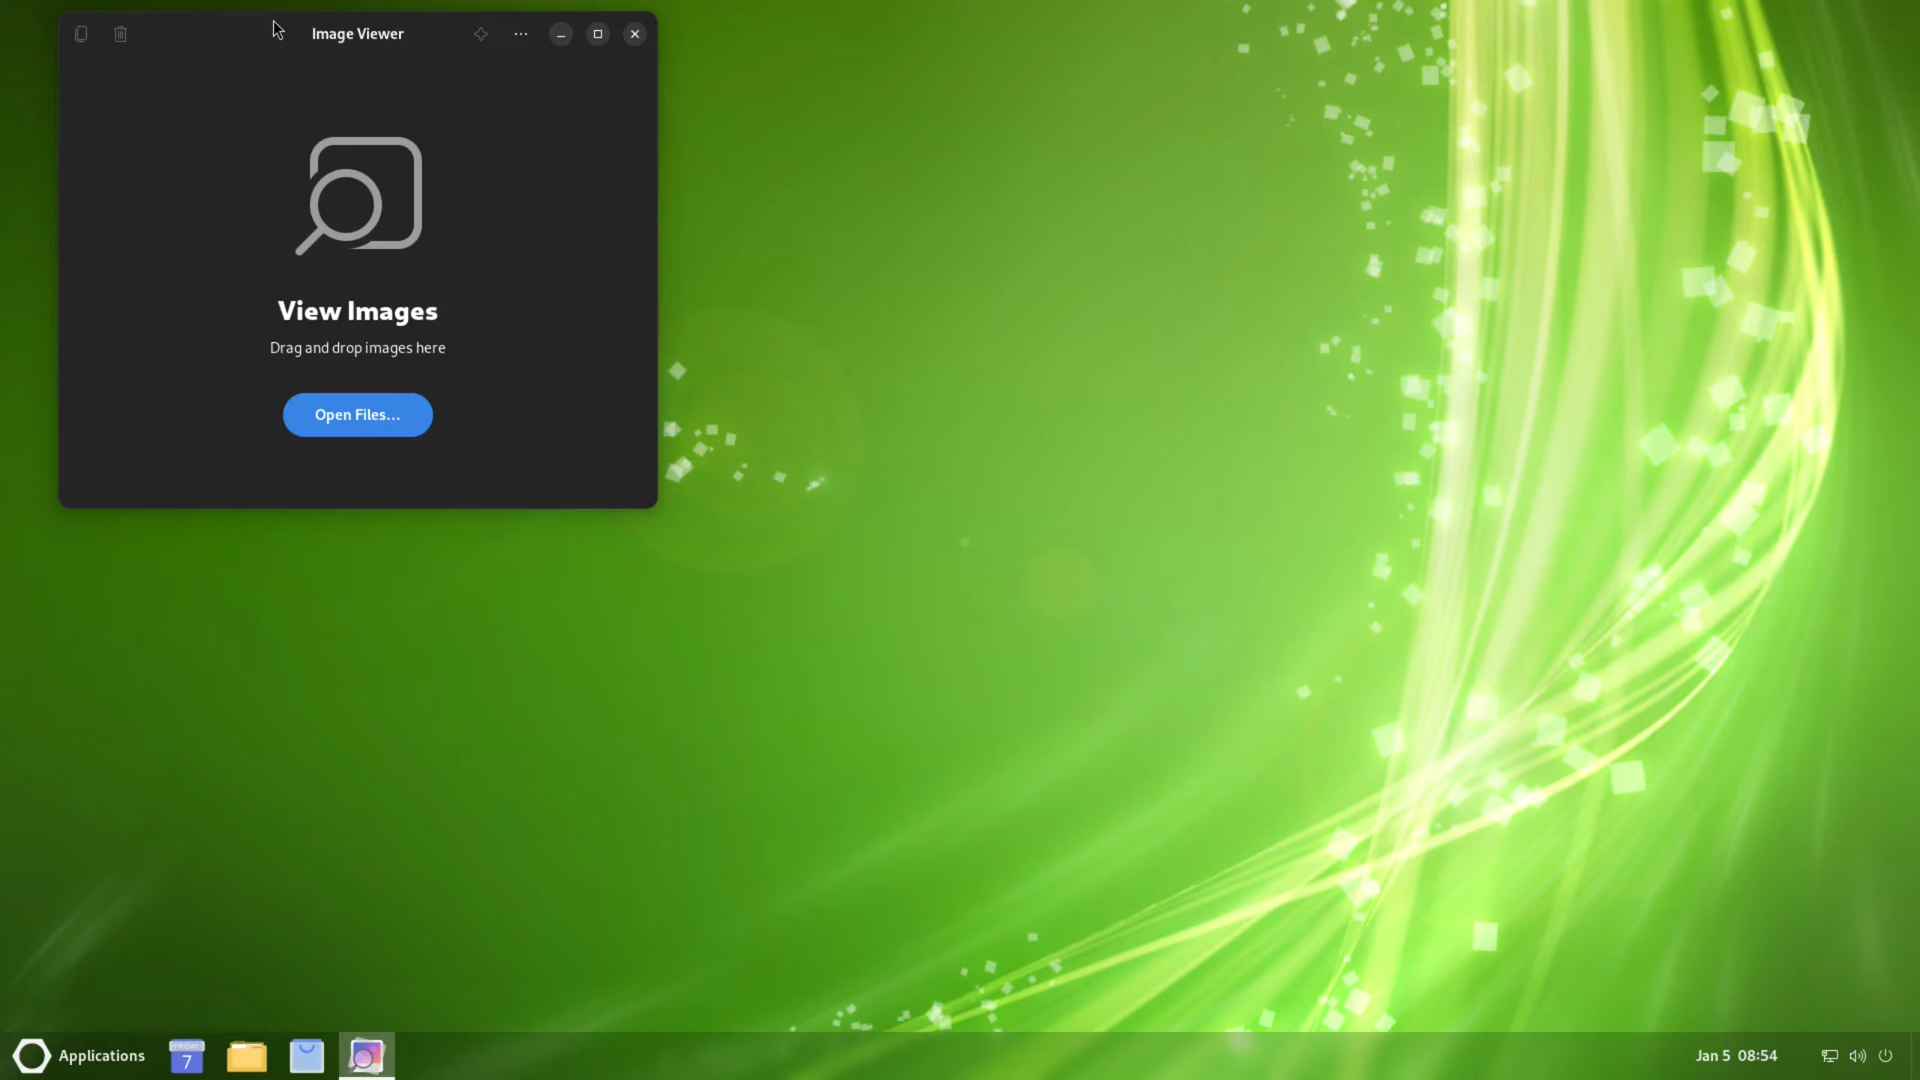 Image Viewer
View Images
Drag and drop images here
Open Files...
Applications
FRIDAY
7
Jan 5 08:54